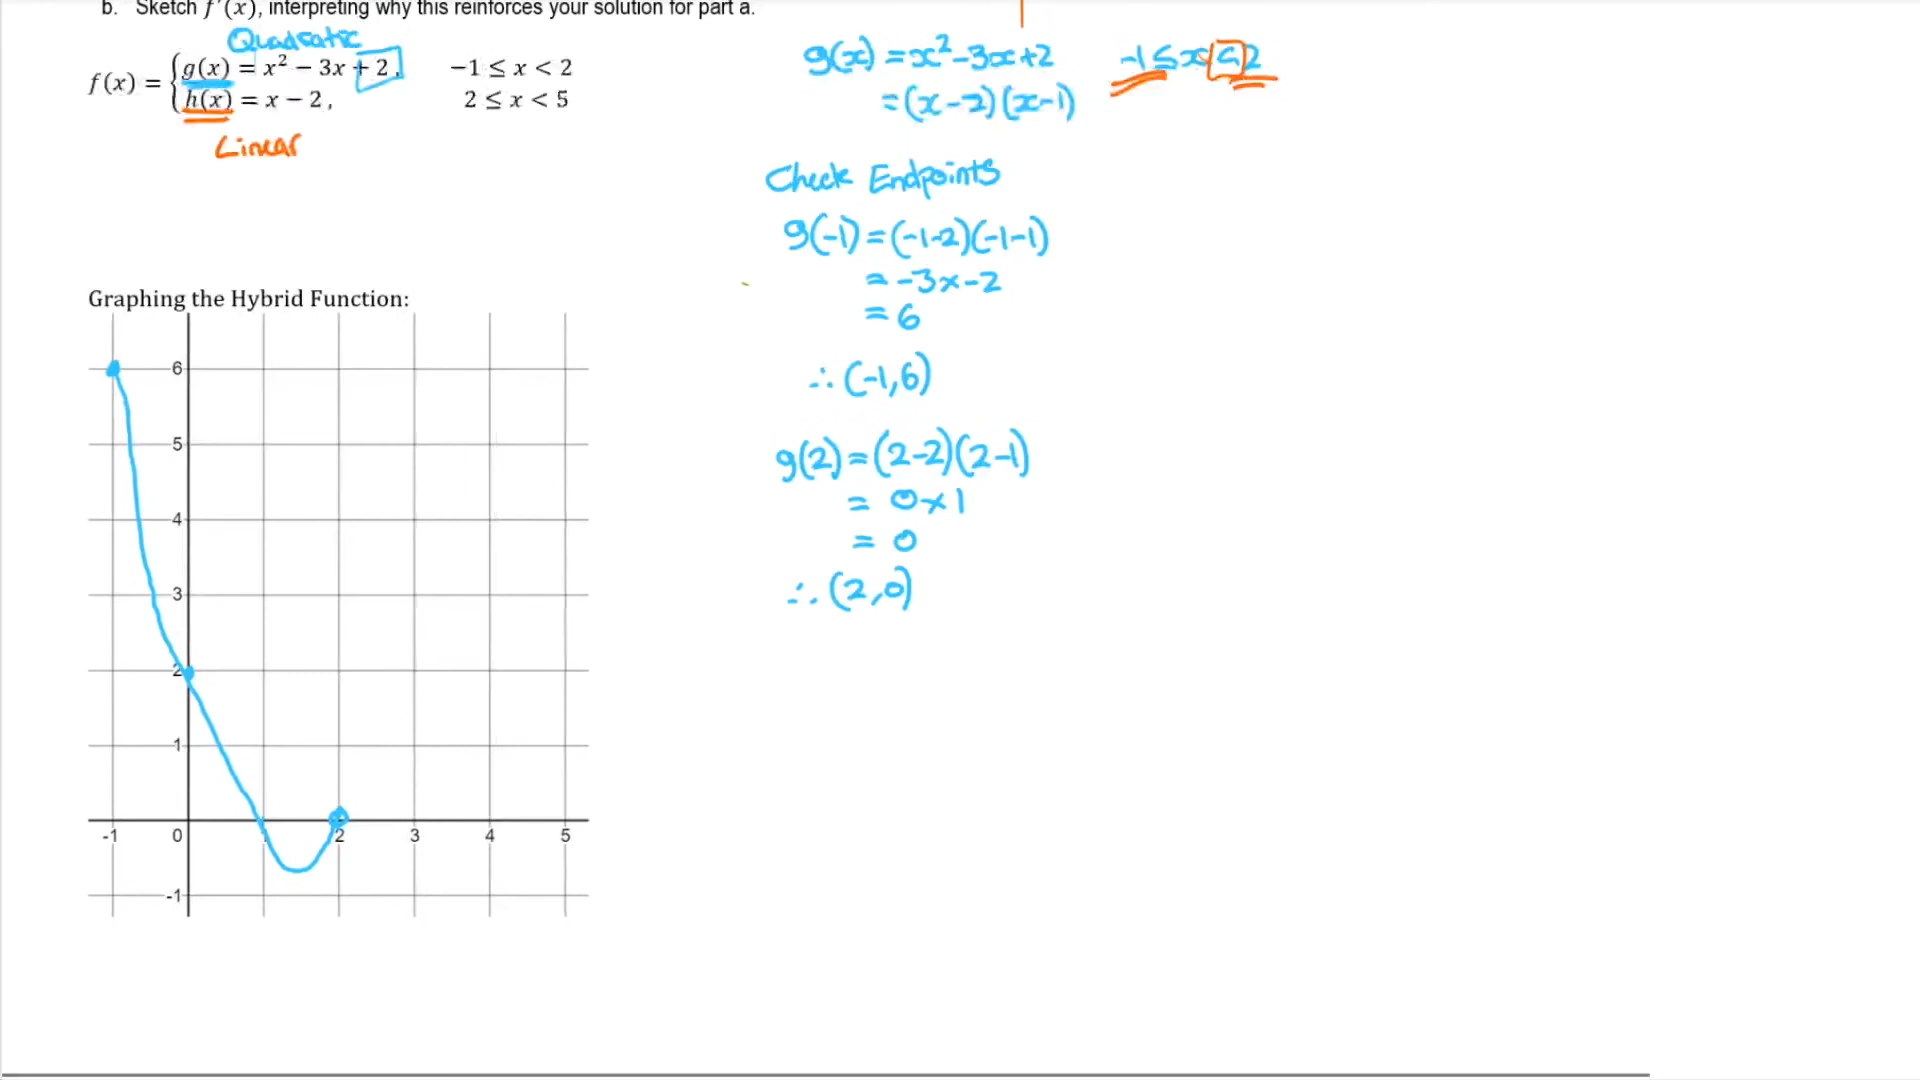 b. Sketch f'(x), interpreting why this reinforces your solution for part a.
Quadratic
f(x) = { g(x) = x² − 3x + 2, −1 ≤ x < 2
h(x) = x − 2, 2 ≤ x < 5
Linear
Graphing the Hybrid Function:
6
5
4
3
2
1
-1 0 2 3 4 5
-1
g(x) = x² - 3x + 2 -1 ≤ x < 2
= (x-2)(x-1)
Check Endpoints
g(-1) = (-1-2)(-1-1)
= -3x-2
= 6
∴ (-1,6)
g(2) = (2-2)(2-1)
= 0x1
= 0
∴ (2,0)